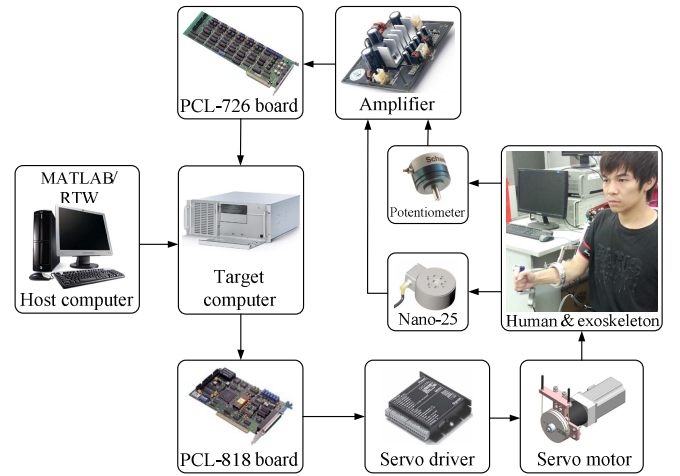 PCL-726 board
Amplifier
Schae
Potentiometer
MATLAB/
RTW
Host computer
Target
computer
Nano-25
Human & exoskeleton
PCL-818 board
Servo driver
Servo motor